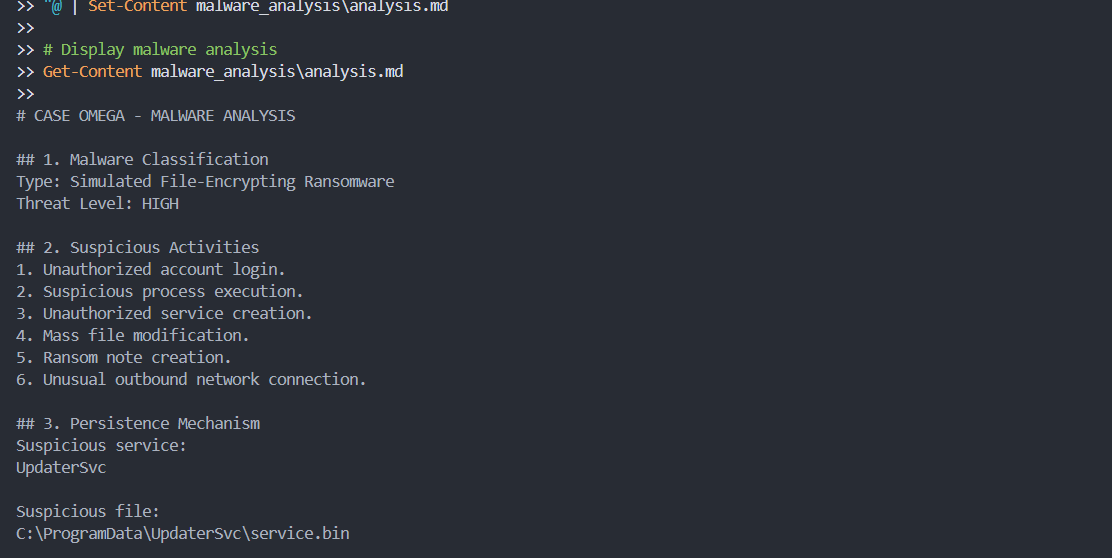 >> "@ | Set-Content malware_analysis\analysis.md
>>
>> # Display malware analysis
>> Get-Content malware_analysis\analysis.md
>>
# CASE OMEGA - MALWARE ANALYSIS
## 1. Malware Classification
Type: Simulated File-Encrypting Ransomware
Threat Level: HIGH
## 2. Suspicious Activities
1. Unauthorized account login.
2. Suspicious process execution.
3. Unauthorized service creation.
4. Mass file modification.
5. Ransom note creation.
6. Unusual outbound network connection.
## 3. Persistence Mechanism
Suspicious service:
UpdaterSvc
Suspicious file:
C:\ProgramData\UpdaterSvc\service.bin